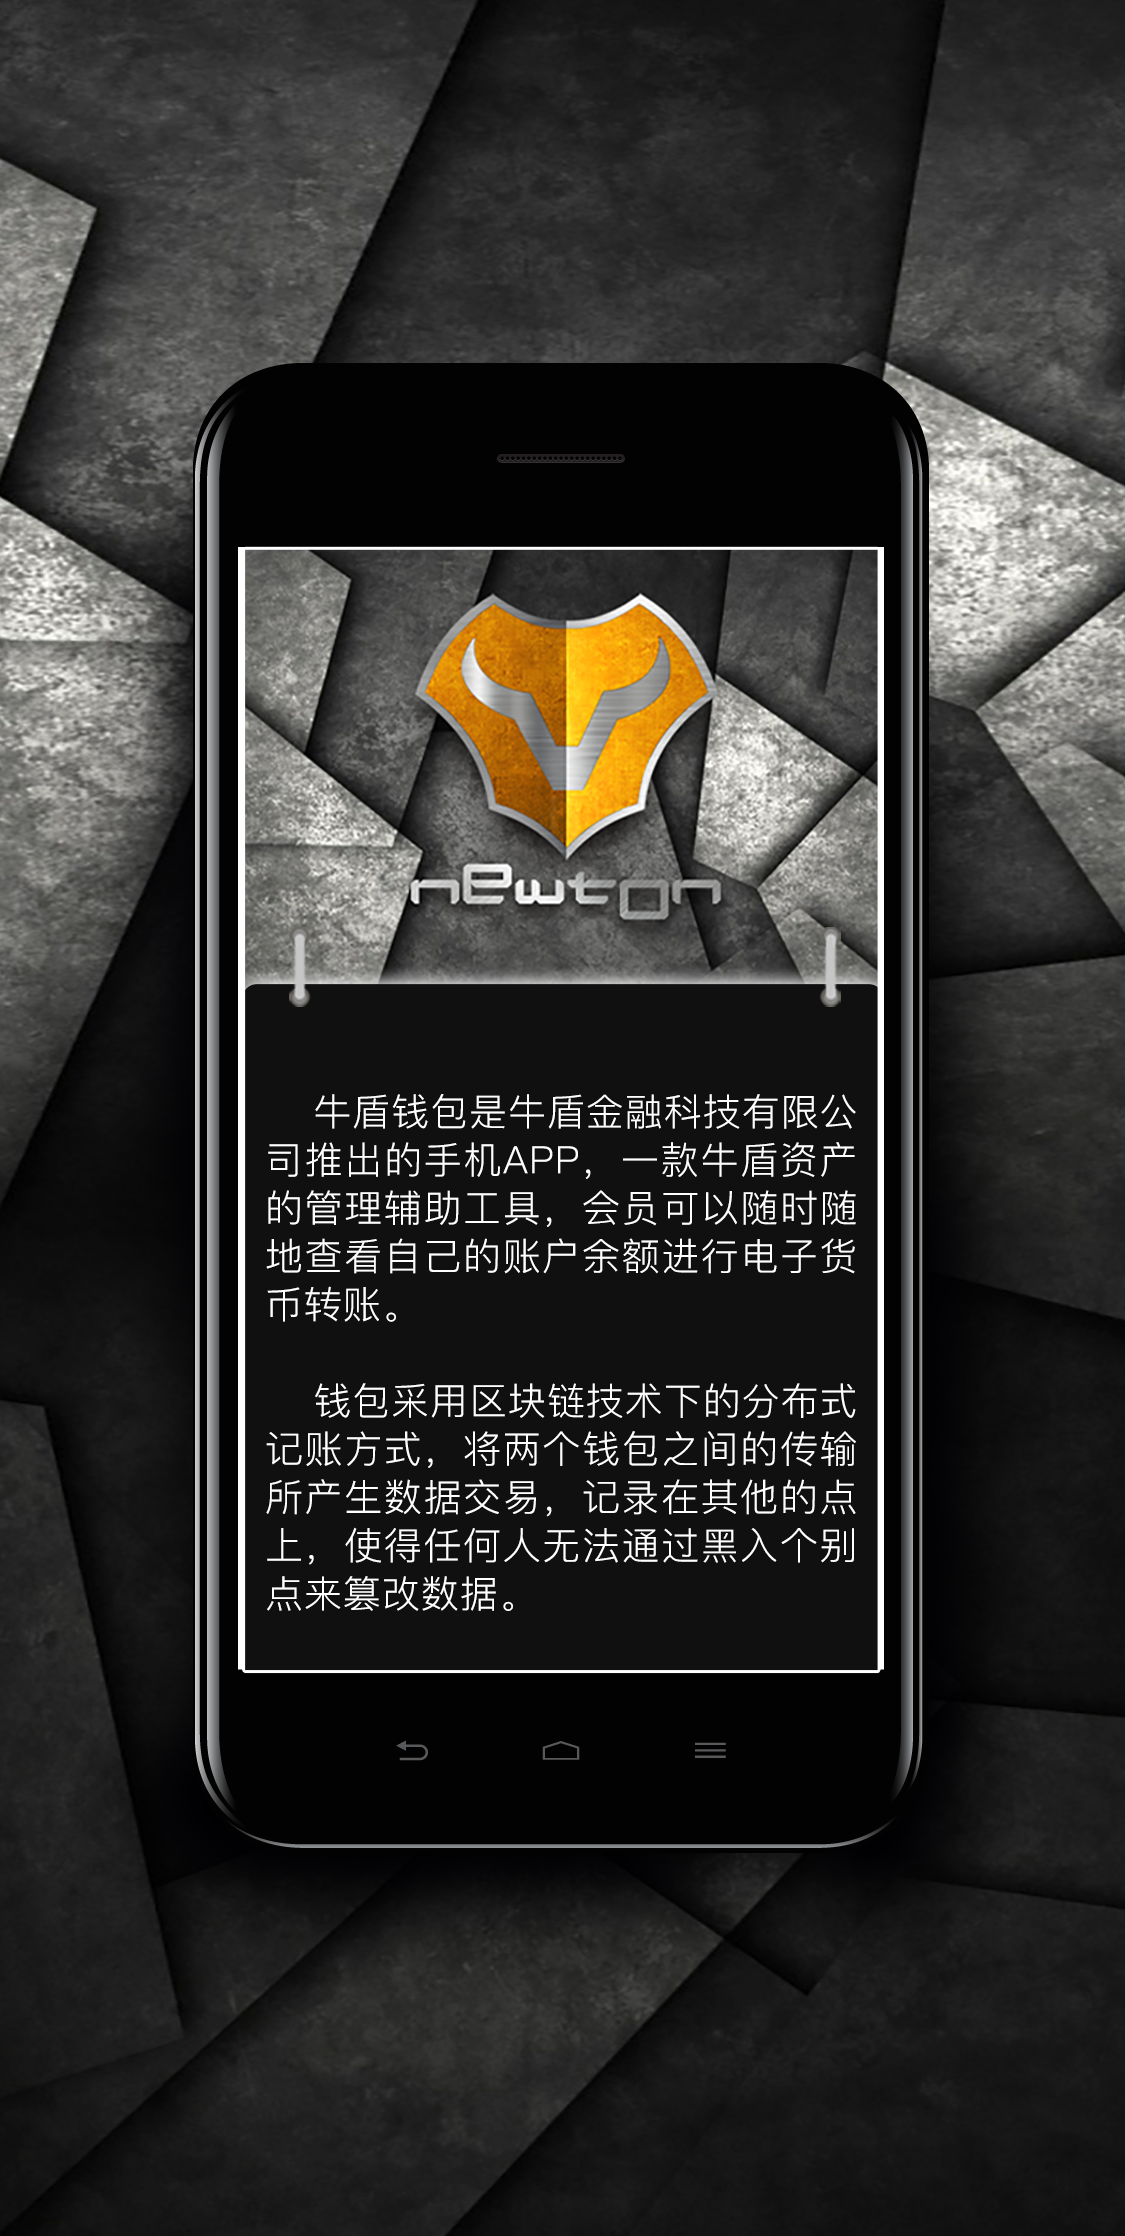 newton
牛盾钱包是牛盾金融科技有限公
司推出的手机APP，一款牛盾资产
的管理辅助工具，会员可以随时随
地查看自己的账户余额进行电子货
币转账。
钱包采用区块链技术下的分布式
记账方式，将两个钱包之间的传输
所产生数据交易，记录在其他的点
上，使得任何人无法通过黑入个别
点来篡改数据。